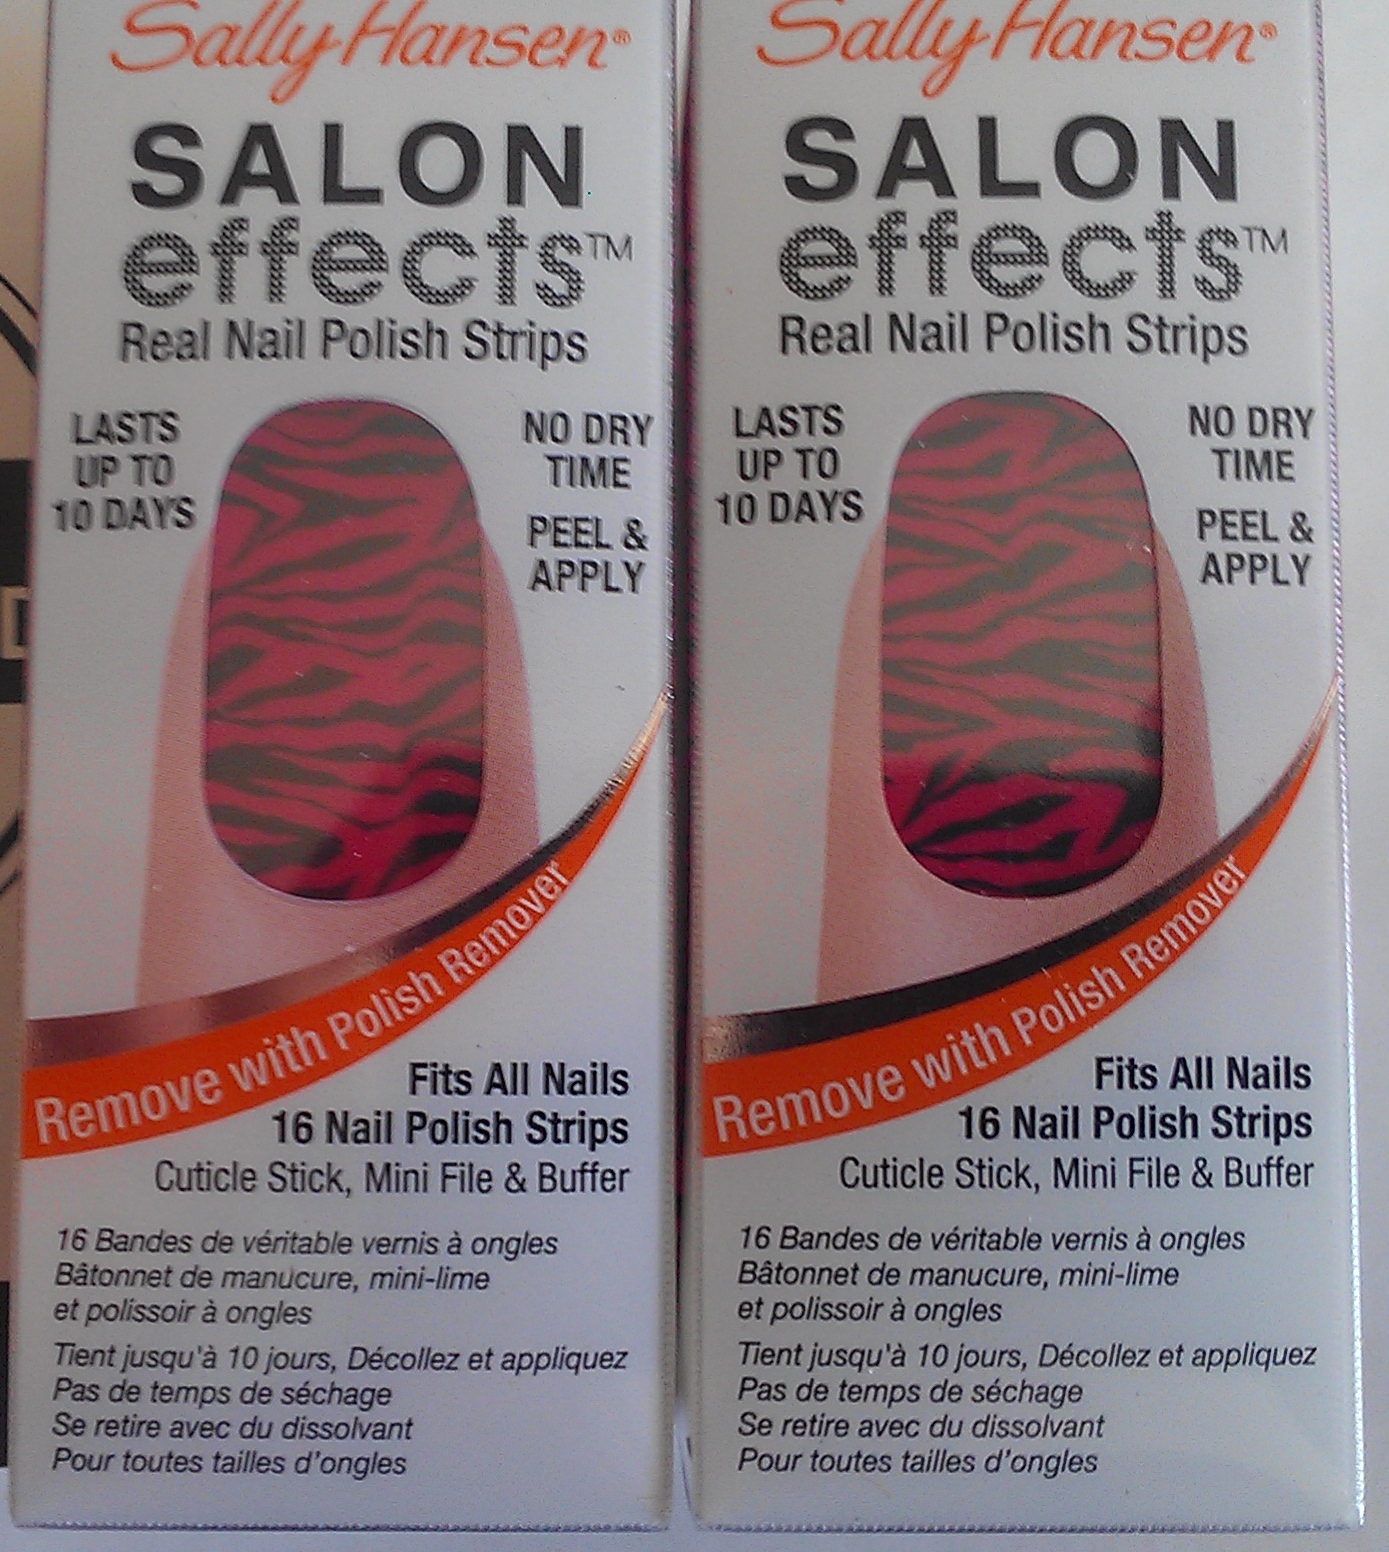 Sally Hansen®
SALON
effects™
Real Nail Polish Strips
LASTS
UP TO
10 DAYS
NO DRY
TIME
PEEL &
APPLY
Remove with Polish Remover
Fits All Nails
16 Nail Polish Strips
Cuticle Stick, Mini File & Buffer
16 Bandes de véritable vernis à ongles
Bâtonnet de manucure, mini-lime
et polissoir à ongles
Tient jusqu'à 10 jours, Décollez et appliquez
Pas de temps de séchage
Se retire avec du dissolvant
Pour toutes tailles d'ongles
Sally Hansen®
SALON
effects™
Real Nail Polish Strips
LASTS
UP TO
10 DAYS
NO DRY
TIME
PEEL &
APPLY
Remove with Polish Remover
Fits All Nails
16 Nail Polish Strips
Cuticle Stick, Mini File & Buffer
16 Bandes de véritable vernis à ongles
Bâtonnet de manucure, mini-lime
et polissoir à ongles
Tient jusqu'à 10 jours, Décollez et appliquez
Pas de temps de séchage
Se retire avec du dissolvant
Pour toutes tailles d'ongles